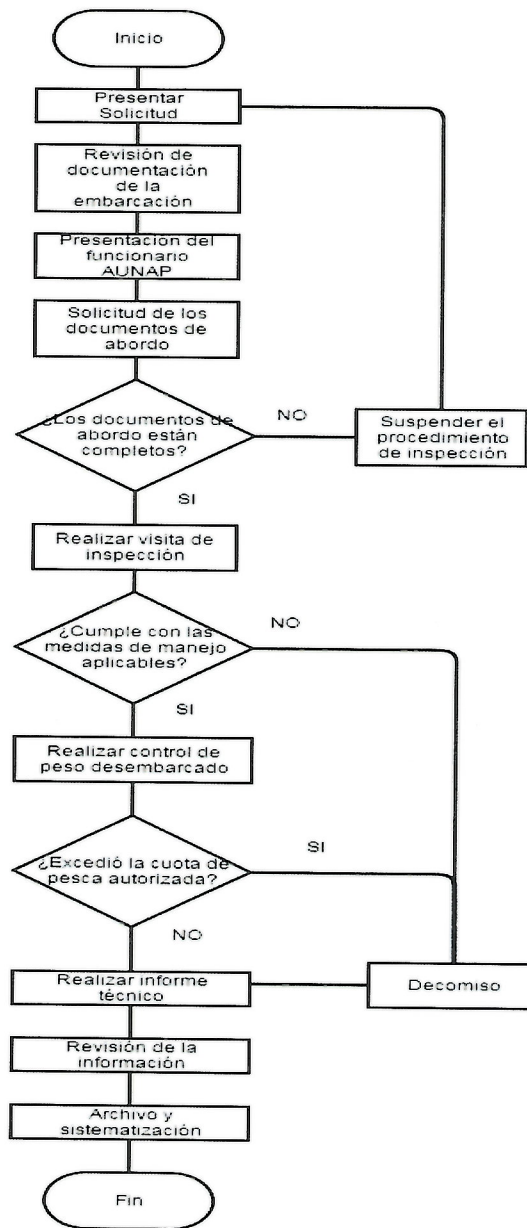 Inicio
Presentar
Solicitud
Revisión de
documentación
de la
embarcación
Presentación del
funcionario
AUNAP
Solicitud de los
documentos de
abordo
¿Los documentos de
abordo están
completos?
NO
Suspender el
procedimiento
de inspección
SI
Realizar visita de
inspección
¿Cumple con las
medidas de manejo
aplicables?
NO
SI
Realizar control de
peso desembarcado
¿Excedió la cuota de
pesca autorizada?
SI
NO
Realizar informe
técnico
Decomiso
Revisión de la
información
Archivo y
sistematización
Fin